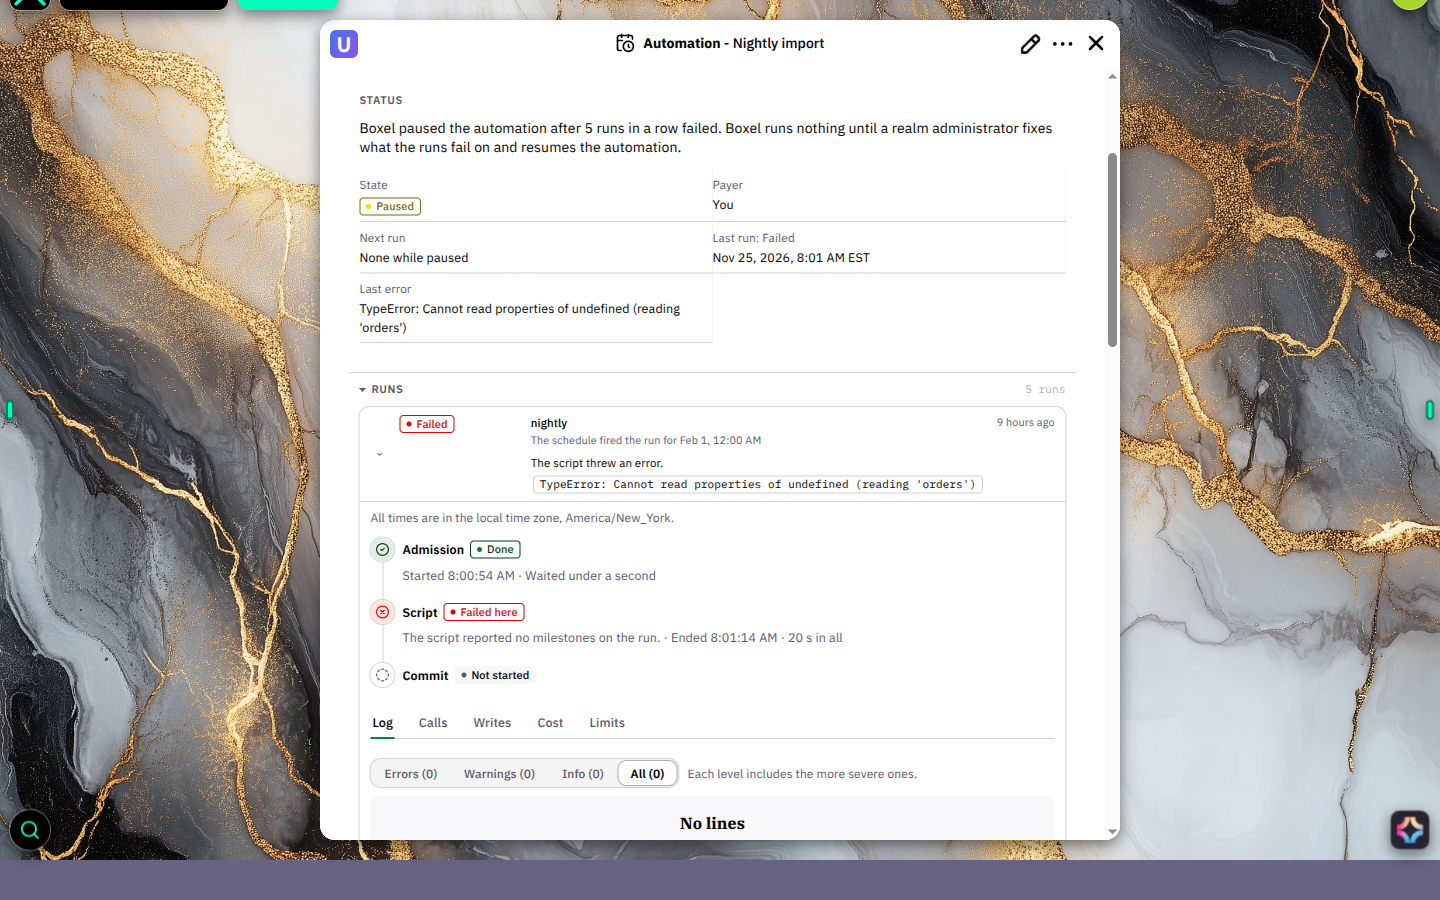 U
Automation - Nightly import
STATUS
Boxel paused the automation after 5 runs in a row failed. Boxel runs nothing until a realm administrator fixes
what the runs fail on and resumes the automation.
State
Payer
Paused
You
Next run
Last run: Failed
None while paused
Nov 25, 2026, 8:01 AM EST
Last error
TypeError: Cannot read properties of undefined (reading
'orders')
RUNS
5 runs
Failed
nightly
9 hours ago
The schedule fired the run for Feb 1, 12:00 AM
The script threw an error.
TypeError: Cannot read properties of undefined (reading 'orders')
All times are in the local time zone, America/New_York.
Admission
Done
Started 8:00:54 AM · Waited under a second
Script
Failed here
The script reported no milestones on the run. · Ended 8:01:14 AM · 20 s in all
Commit
Not started
Log
Calls
Writes
Cost
Limits
Errors (0)
Warnings (0)
Info (0)
All (0)
Each level includes the more severe ones.
No lines